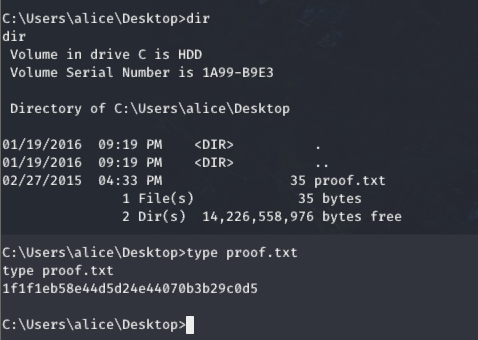 C:\Users\alice\Desktop>dir
dir
 Volume in drive C is HDD
 Volume Serial Number is 1A99-B9E3

 Directory of C:\Users\alice\Desktop

01/19/2016  09:19 PM    <DIR>          .
01/19/2016  09:19 PM    <DIR>          ..
02/27/2015  04:33 PM                35 proof.txt
               1 File(s)             35 bytes
               2 Dir(s)  14,226,558,976 bytes free

C:\Users\alice\Desktop>type proof.txt
type proof.txt
1f1f1eb58e44d5d24e44070b3b29c0d5

C:\Users\alice\Desktop>